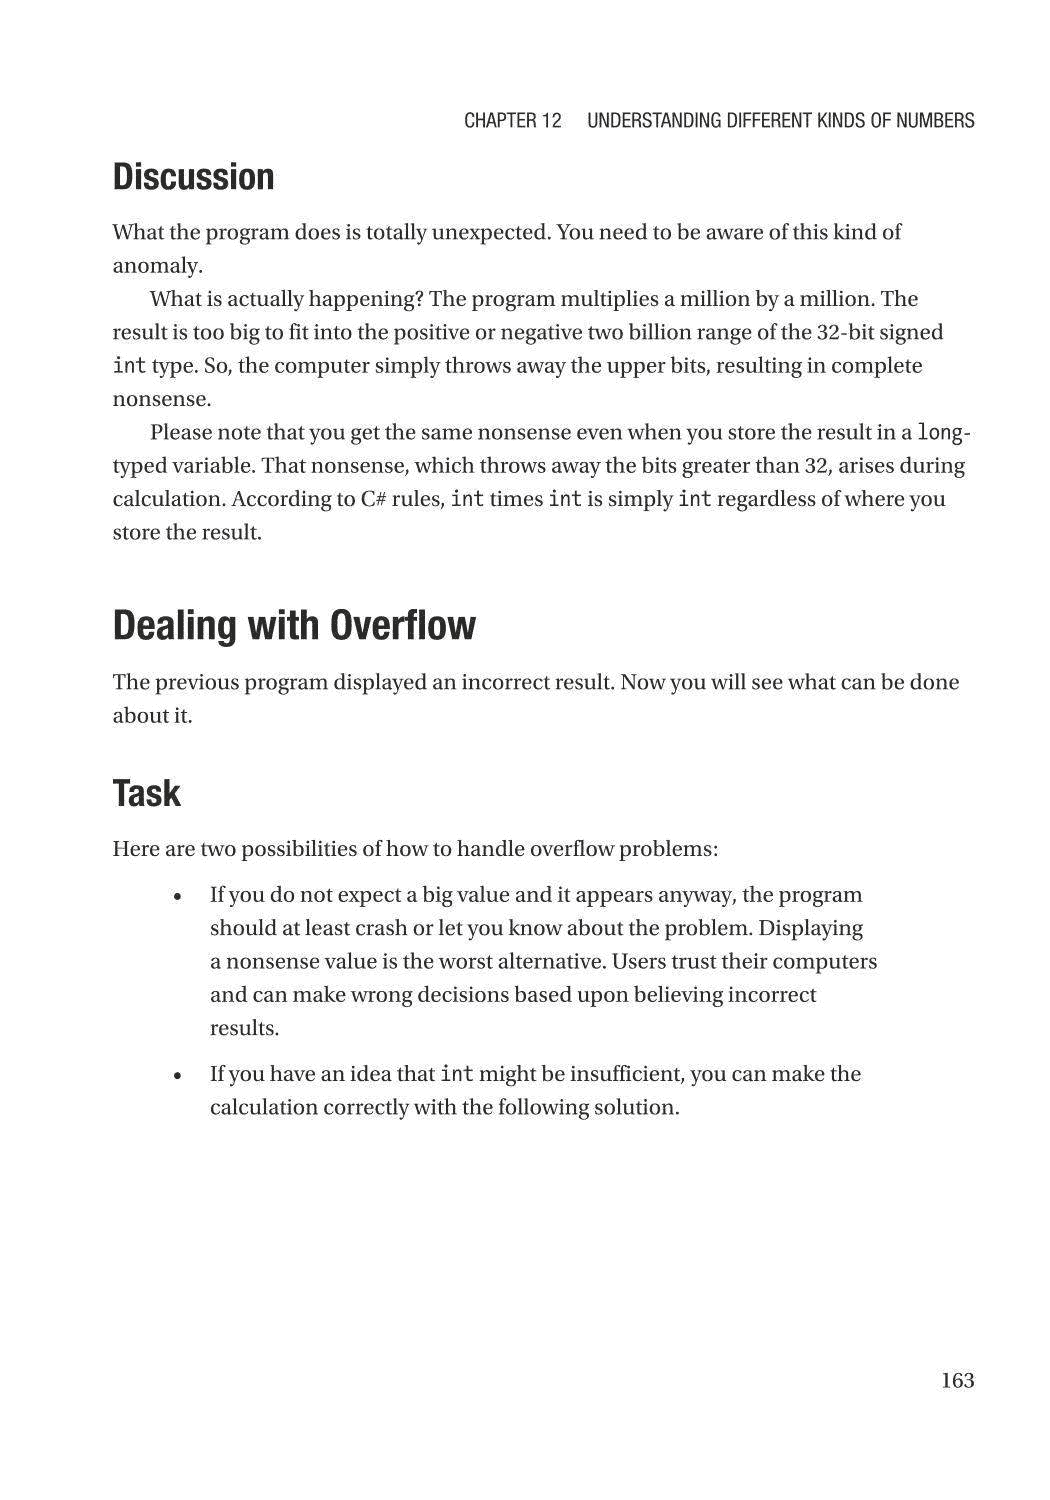 CHAPTER 12 UNDERSTANDING DIFFERENT KINDS OF NUMBERS
Discussion
What the program does is totally unexpected. You need to be aware of this kind of
anomaly.
What is actually happening? The program multiplies a million by a million. The
result is too big to fit into the positive or negative two billion range of the 32-bit signed
int type. So, the computer simply throws away the upper bits, resulting in complete
nonsense.
Please note that you get the same nonsense even when you store the result in a long-
typed variable. That nonsense, which throws away the bits greater than 32, arises during
calculation. According to C# rules, int times int is simply int regardless of where you
store the result.
Dealing with Overflow
The previous program displayed an incorrect result. Now you will see what can be done
about it.
Task
Here are two possibilities of how to handle overflow problems:
• If you do not expect a big value and it appears anyway, the program
should at least crash or let you know about the problem. Displaying
a nonsense value is the worst alternative. Users trust their computers
and can make wrong decisions based upon believing incorrect
results.
• If you have an idea that int might be insufficient, you can make the
calculation correctly with the following solution.
163